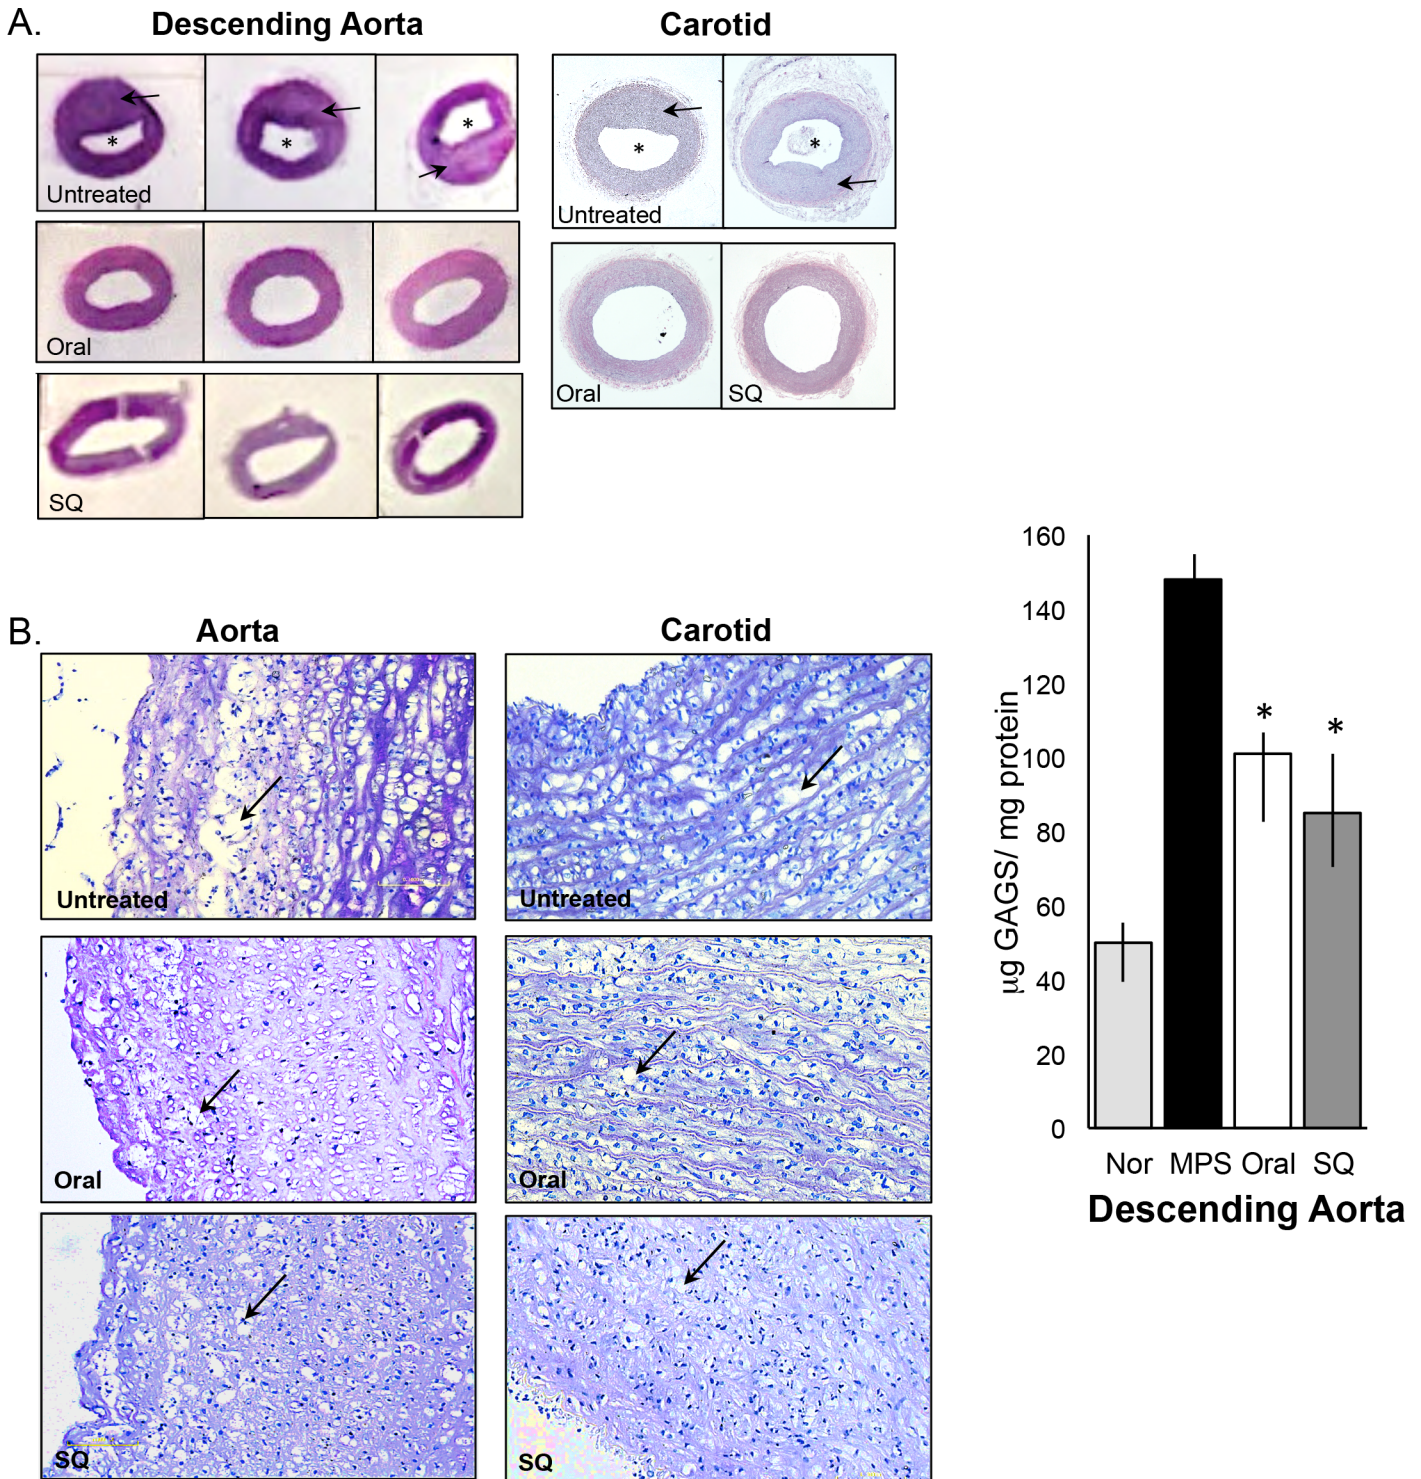 A.
Descending Aorta
Carotid
*
*
*
Untreated
*
*
Untreated
Oral
Oral
SQ
SQ
B.
Aorta
Carotid
Untreated
Untreated
Oral
Oral
SQ
SQ
160
140
120
100
80
60
40
20
0
µg GAGS/ mg protein
*
*
Nor MPS Oral SQ
Descending Aorta